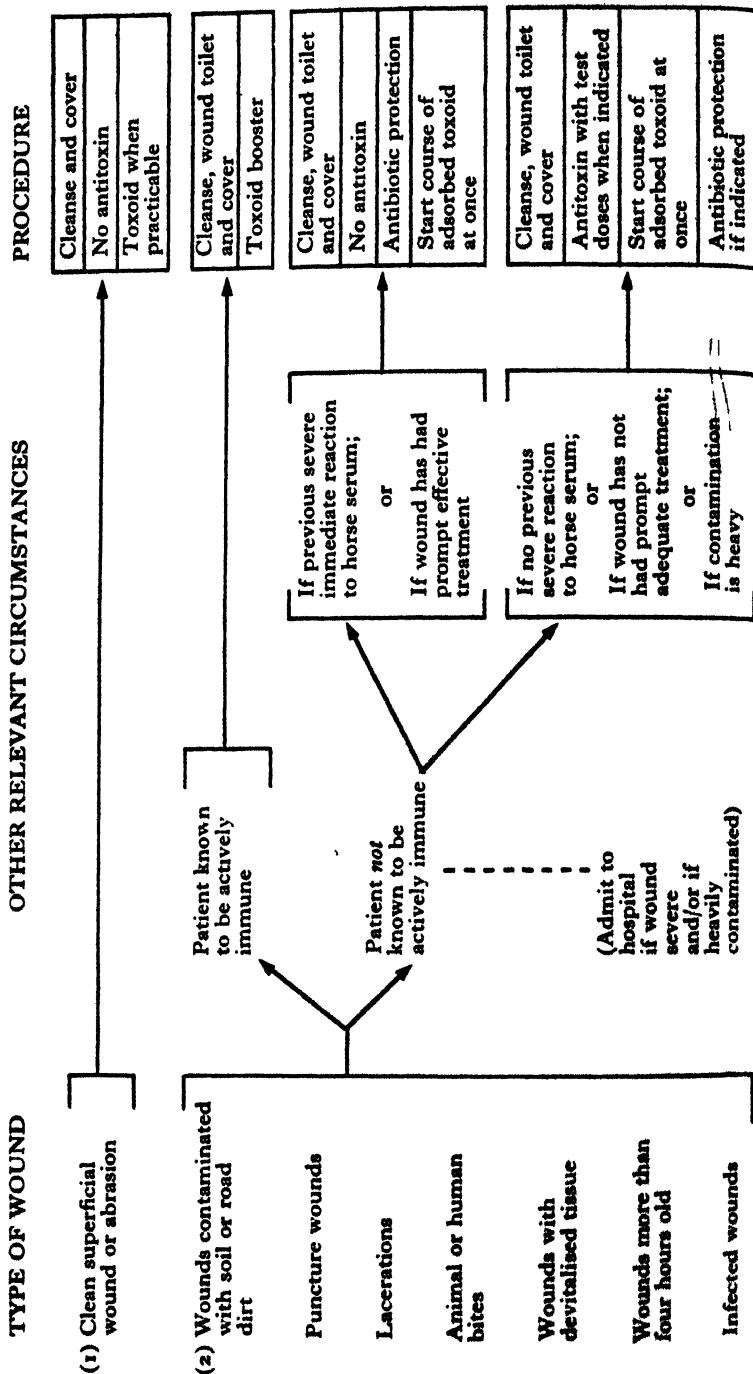 TYPE OF WOUND
OTHER RELEVANT CIRCUMSTANCES
PROCEDURE
(1) Clean superficial
wound or abrasion
Cleanse and cover
No antitoxin
Toxoid when
practicable
(2) Wounds contaminated
with soil or road
dirt
Puncture wounds
Lacerations
Animal or human
bites
Wounds with
devitalised tissue
Wounds more than
four hours old
Infected wounds
Patient known
to be actively
immune
Cleanse, wound toilet
and cover
Toxoid booster
Patient not
known to be
actively immune
(Admit to
hospital
if wound
severe
and/or if
heavily
contaminated)
If previous severe
immediate reaction
to horse serum;
or
If wound has had
prompt effective
treatment
Cleanse, wound toilet
and cover
No antitoxin
Antibiotic protection
Start course of
adsorbed toxoid
at once
If no previous
severe reaction
to horse serum;
or
If wound has not
had prompt
adequate treatment;
or
If contamination
is heavy
Cleanse, wound toilet
and cover
Antitoxin with test
doses when indicated
Start course of
adsorbed toxoid at
once
Antibiotic protection
if indicated